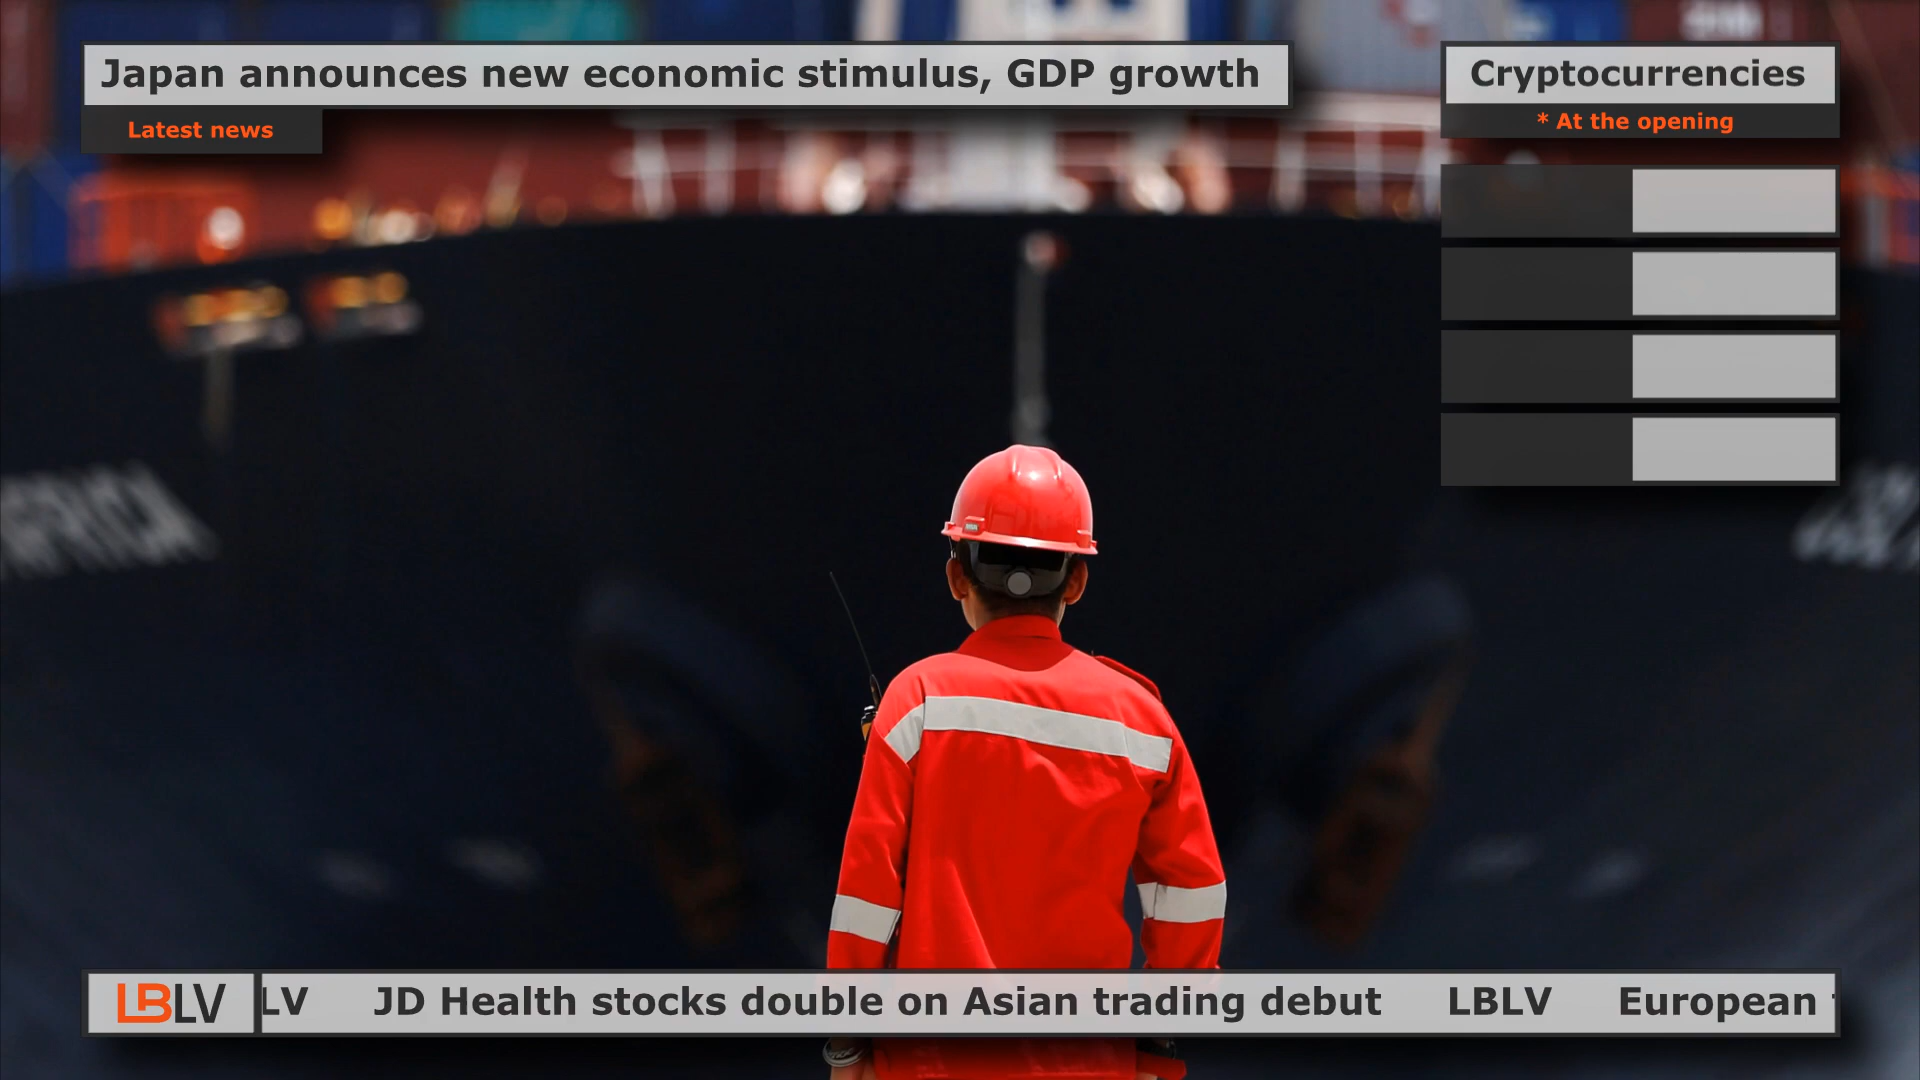 Japan announces new economic stimulus, GDP growth
Latest news
Cryptocurrencies
* At the opening
LBLV
LV JD Health stocks double on Asian trading debut LBLV European